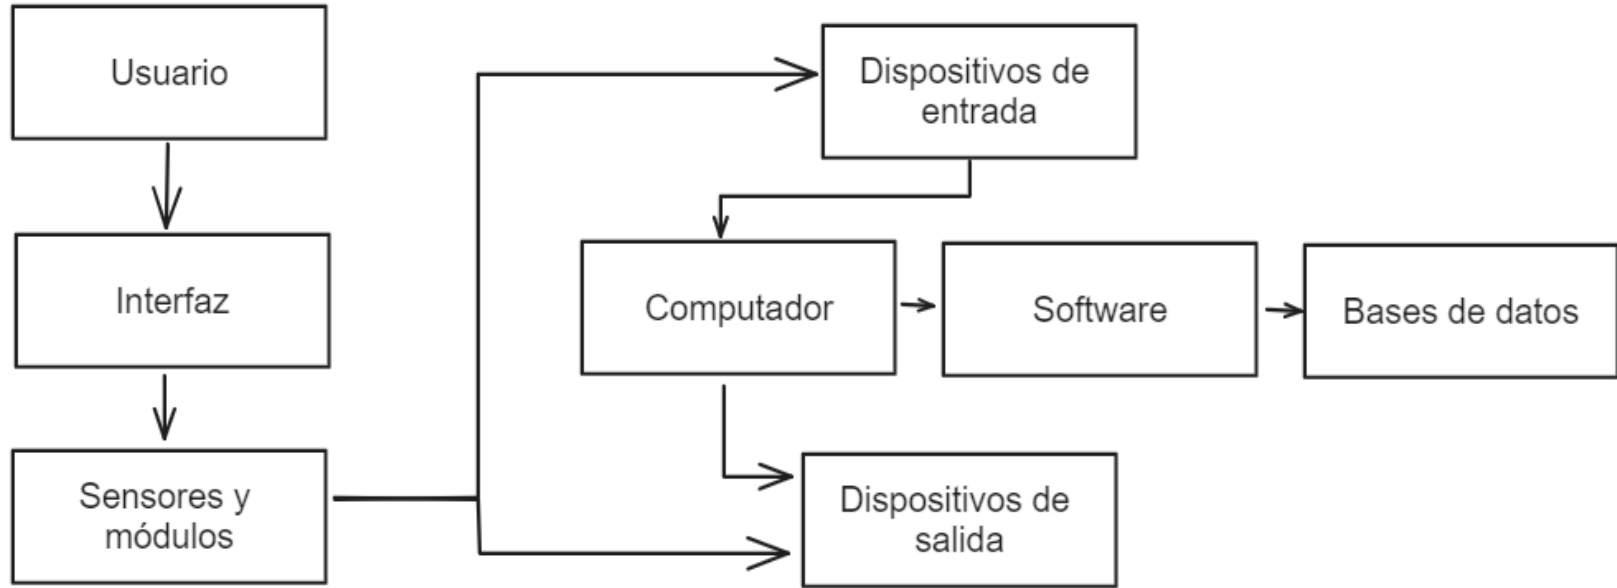 Usuario
Interfaz
Sensores y
módulos
Dispositivos de
entrada
Computador
Software
Bases de datos
Dispositivos de
salida